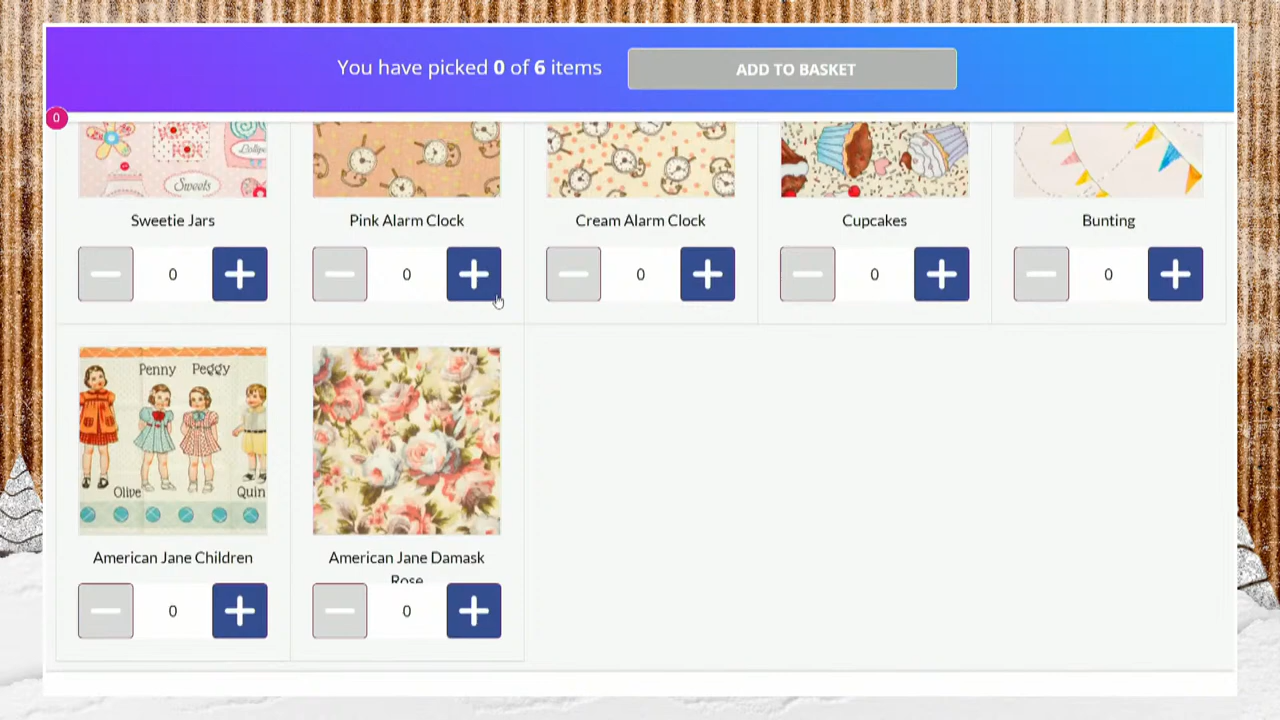 You have picked 0 of 6 items
ADD TO BASKET
0
Sweets
Sweetie Jars
Pink Alarm Clock
Cream Alarm Clock
Cupcakes
Bunting
0
0
0
0
0
Penny Peggy
Olive
Quin
American Jane Children
American Jane Damask
Rose
0
0